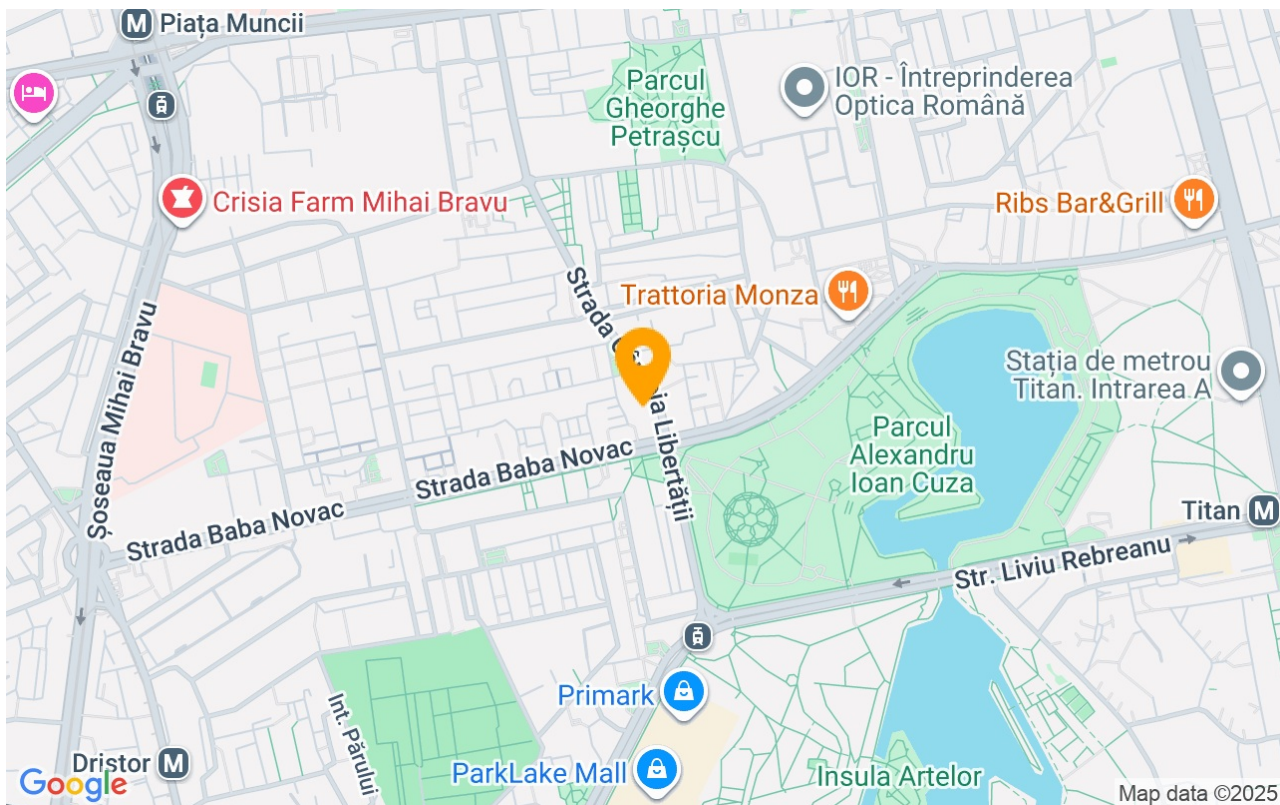 Piața Muncii
Parcul
Gheorghe
Petrașcu
IOR - Întreprinderea
Optica Română
Crisia Farm Mihai Bravu
Ribs Bar&Grill
Strada
Trattoria Monza
Stația de metrou
Titan. Intrarea A
Șoseaua Mihai Bravu
Libertății
Parcul
Alexandru
Ioan Cuza
Strada Baba Novac
Strada Baba Novac
Titan M
Str. Liviu Rebreanu
Primark
Int. Părului
Dristor M
ParkLake Mall
Insula Artelor
Google
Map data ©2025